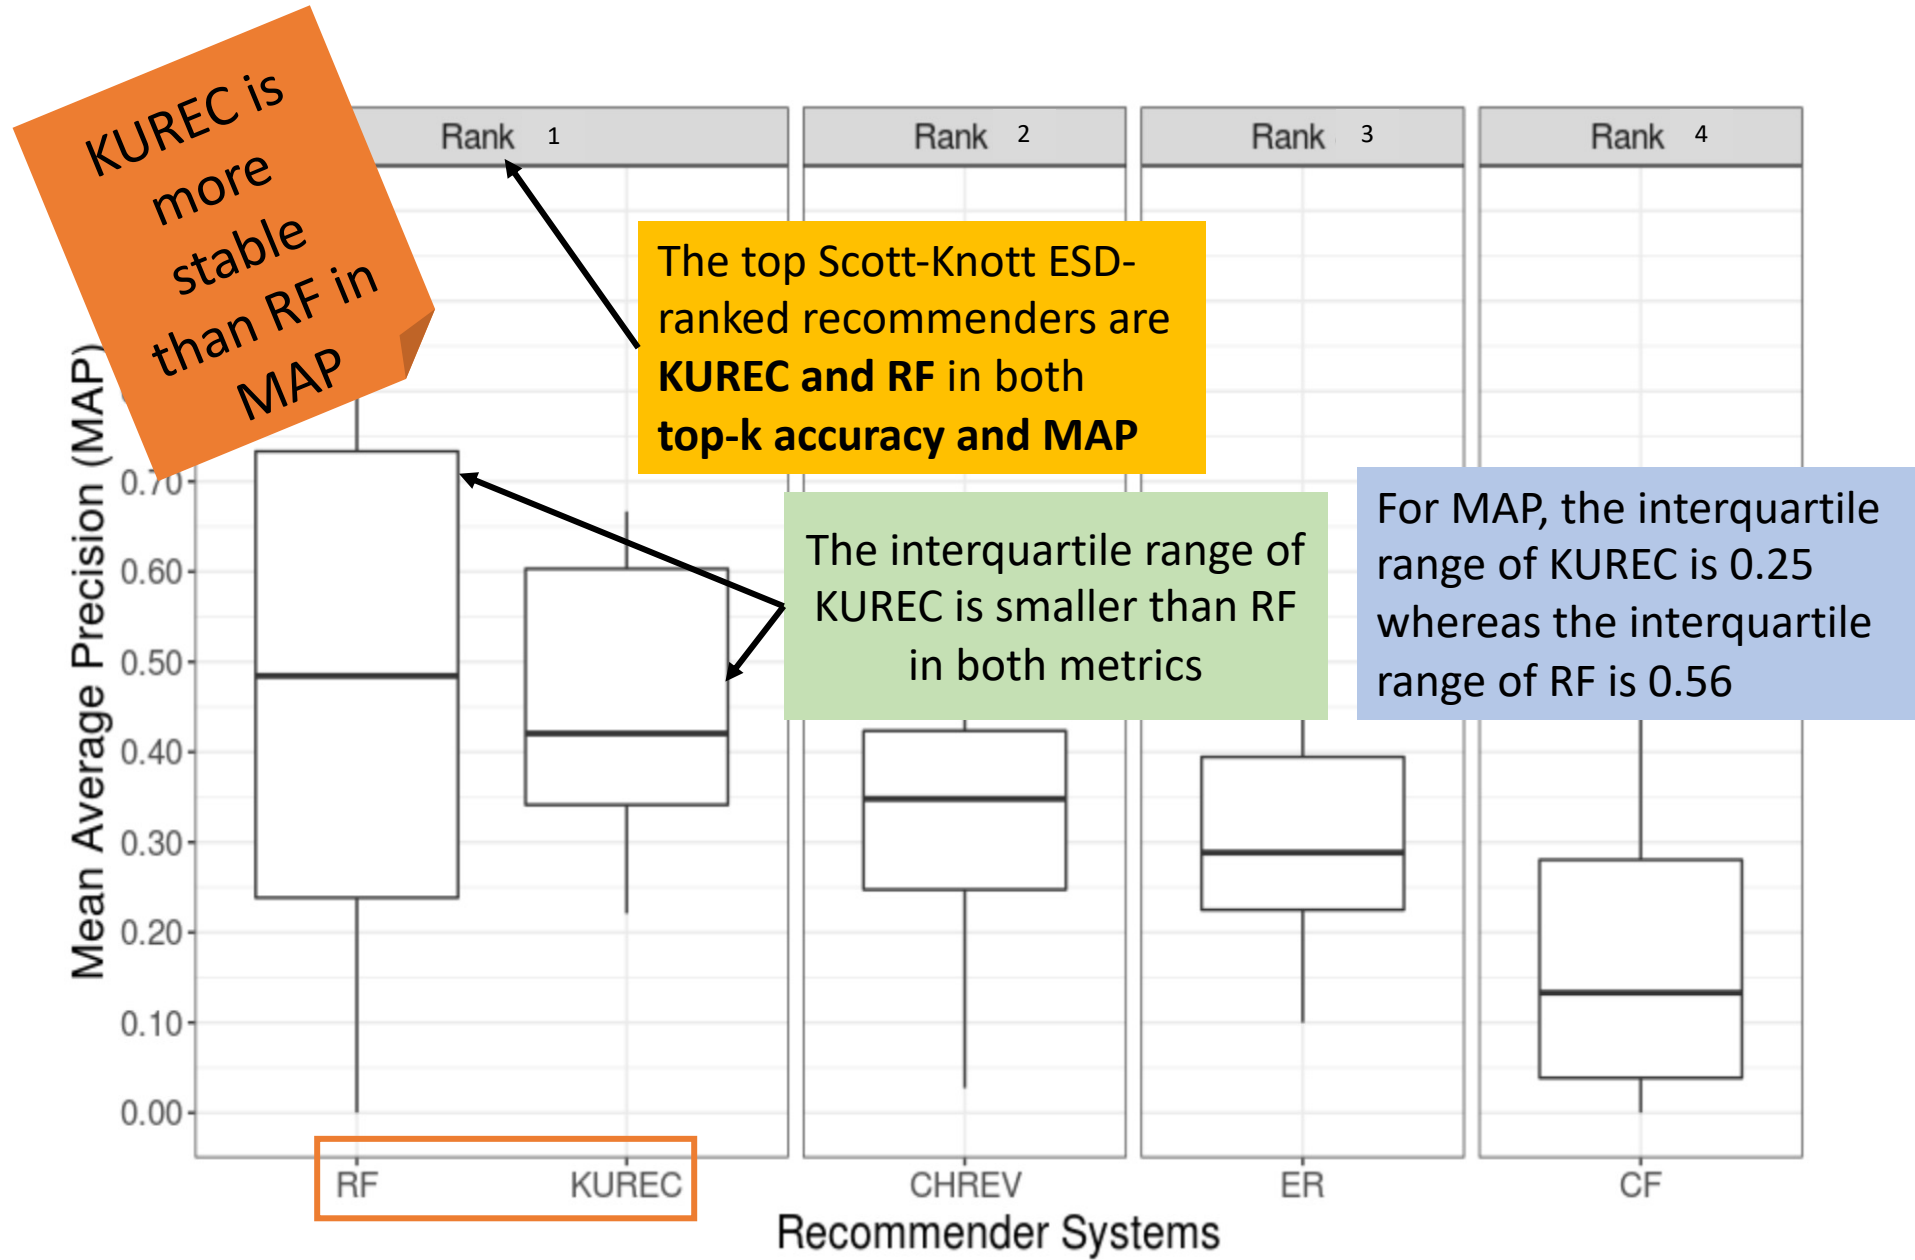 KUREC is
more
stable
than RF in
MAP
Rank 1
Rank 2
Rank 3
Rank 4
The top Scott-Knott ESD-
ranked recommenders are
KUREC and RF in both
top-k accuracy and MAP
The interquartile range of
KUREC is smaller than RF
in both metrics
For MAP, the interquartile
range of KUREC is 0.25
whereas the interquartile
range of RF is 0.56
Mean Average Precision (MAP)
0.70
0.60
0.50
0.40
0.30
0.20
0.10
0.00
RF
KUREC
CHREV
ER
CF
Recommender Systems